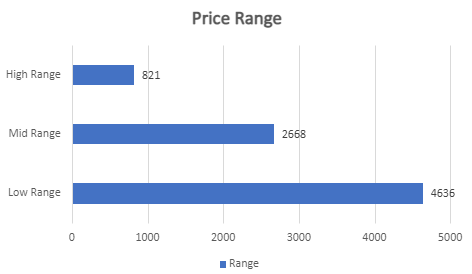 Price Range
High Range
821
Mid Range
2668
Low Range
4636
0 1000 2000 3000 4000 5000
Range